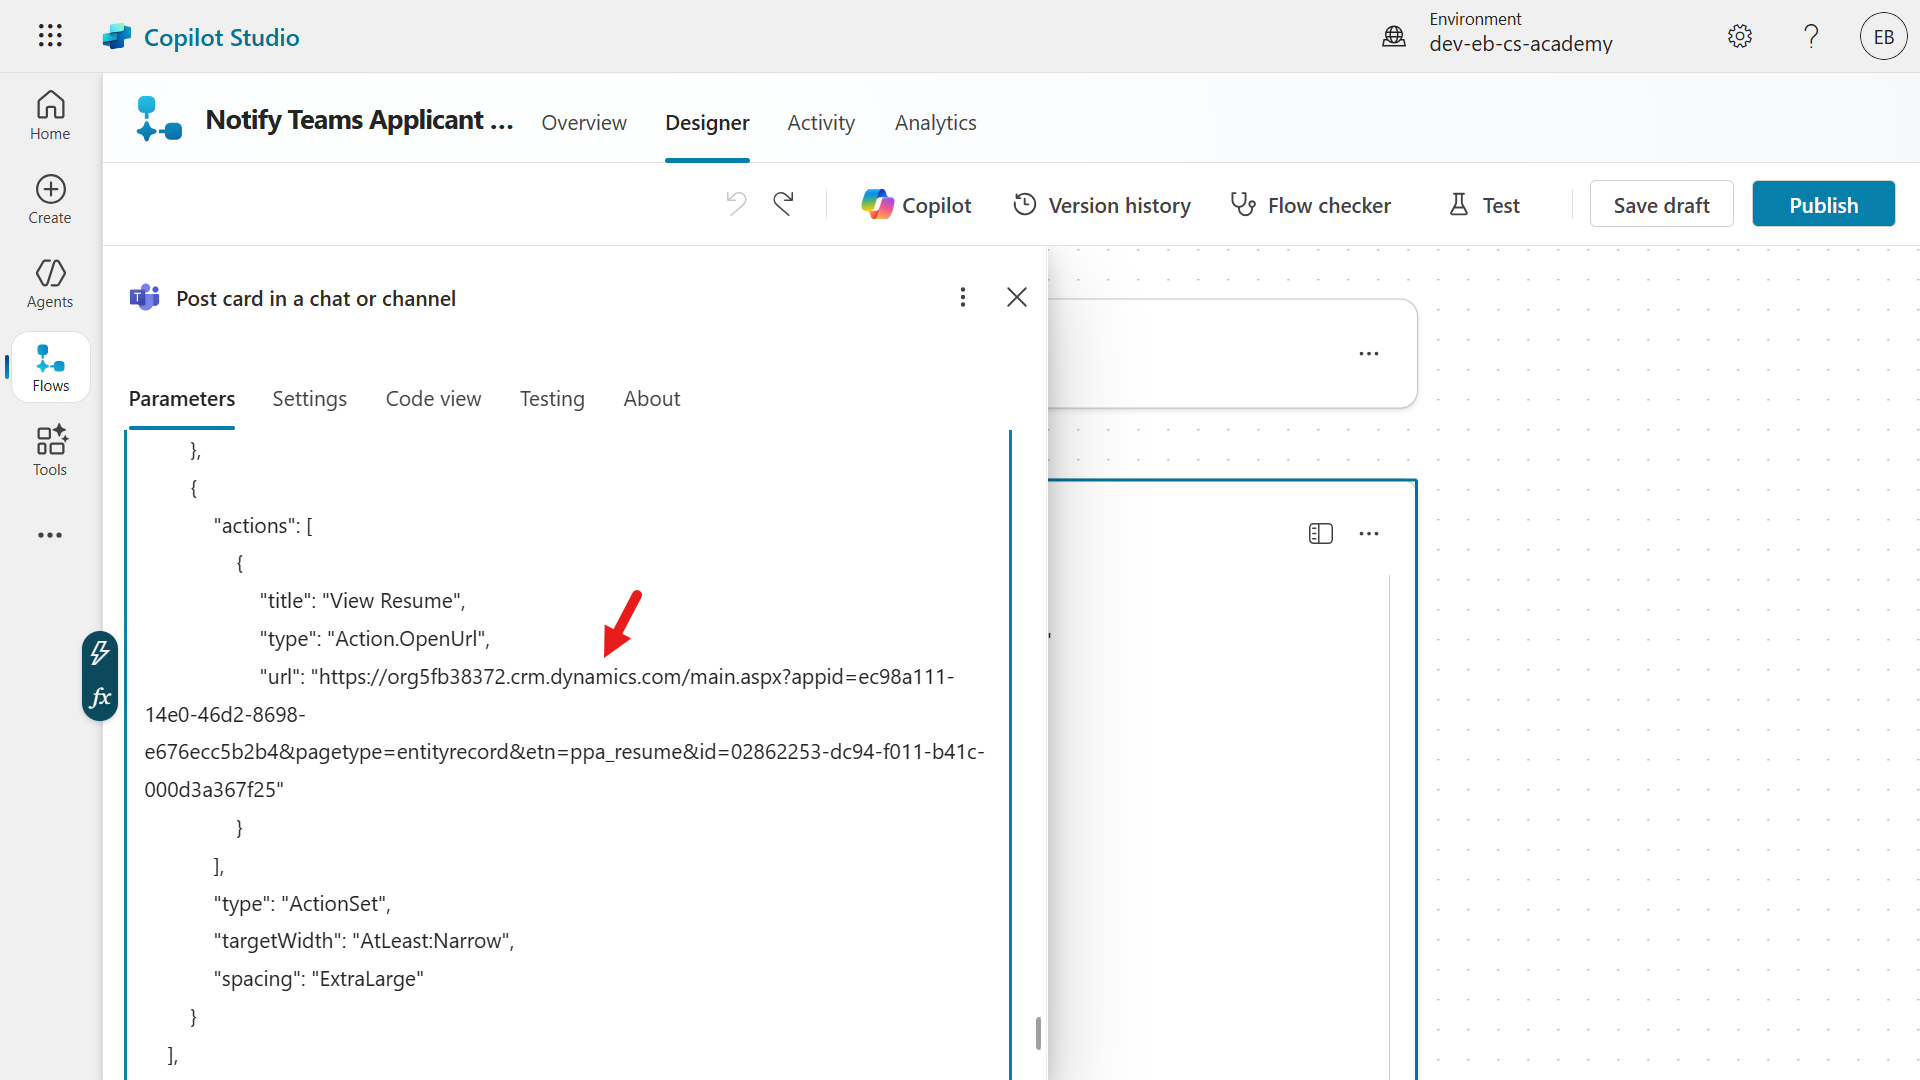 Copilot Studio
Environment
dev-eb-cs-academy
?
EB
Home
Create
Agents
Flows
Tools
Notify Teams Applicant ...
Overview
Designer
Activity
Analytics
Copilot
Version history
Flow checker
Test
Save draft
Publish
Post card in a chat or channel
Parameters
Settings
Code view
Testing
About
fx
},
{
"actions": [
{
"title": "View Resume",
"type": "Action.OpenUrl",
"url": "https://org5fb38372.crm.dynamics.com/main.aspx?appid=ec98a111-
14e0-46d2-8698-
e676ecc5b2b4&pagetype=entityrecord&etn=ppa_resume&id=02862253-dc94-f011-b41c-
000d3a367f25"
}
],
"type": "ActionSet",
"targetWidth": "AtLeast:Narrow",
"spacing": "ExtraLarge"
}
],